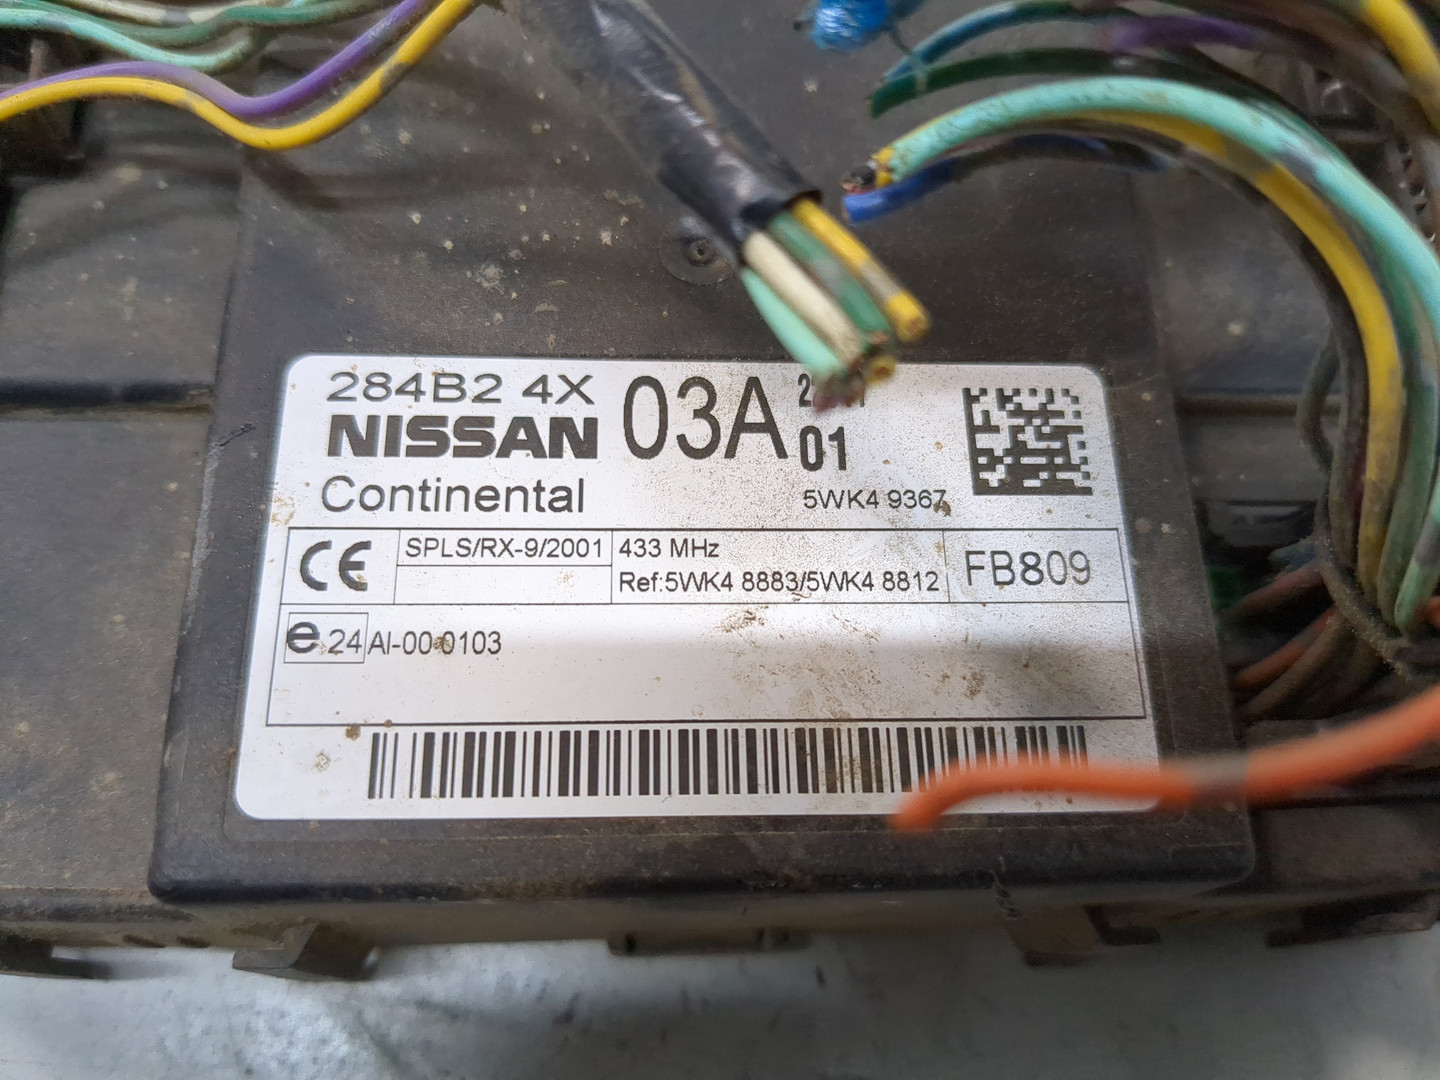 284B2 4X
NISSAN
03A
01
Continental
5WK4 9367
CE
SPLS/RX-9/2001
433 MHz
Ref:5WK4 8883/5WK4 8812
FB809
e 24 AI-00 0103